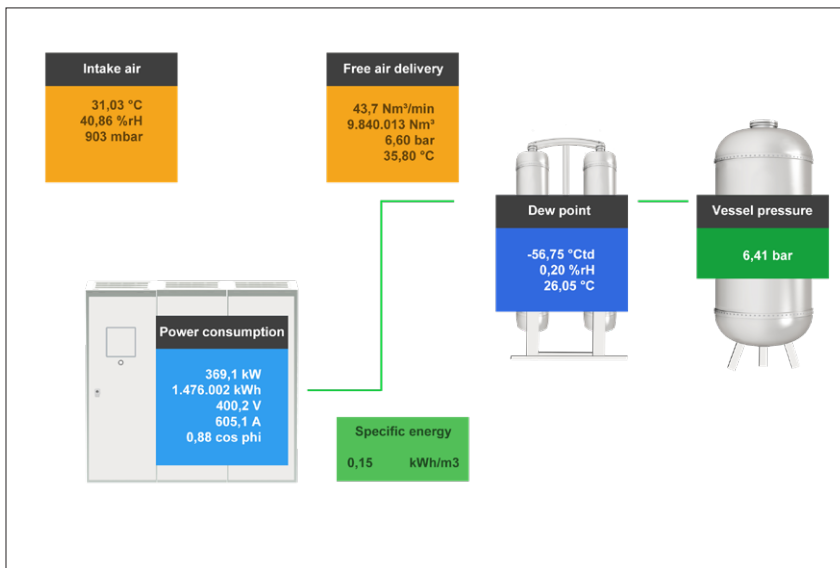 Intake air
31,03 °C
40,86 %rH
903 mbar
Free air delivery
43,7 Nm³/min
9.840.013 Nm³
6,60 bar
35,80 °C
Dew point
-56,75 °Ctd
0,20 %rH
26,05 °C
Vessel pressure
6,41 bar
Power consumption
369,1 kW
1.476.002 kWh
400,2 V
605,1 A
0,88 cos phi
Specific energy
0,15 kWh/m3